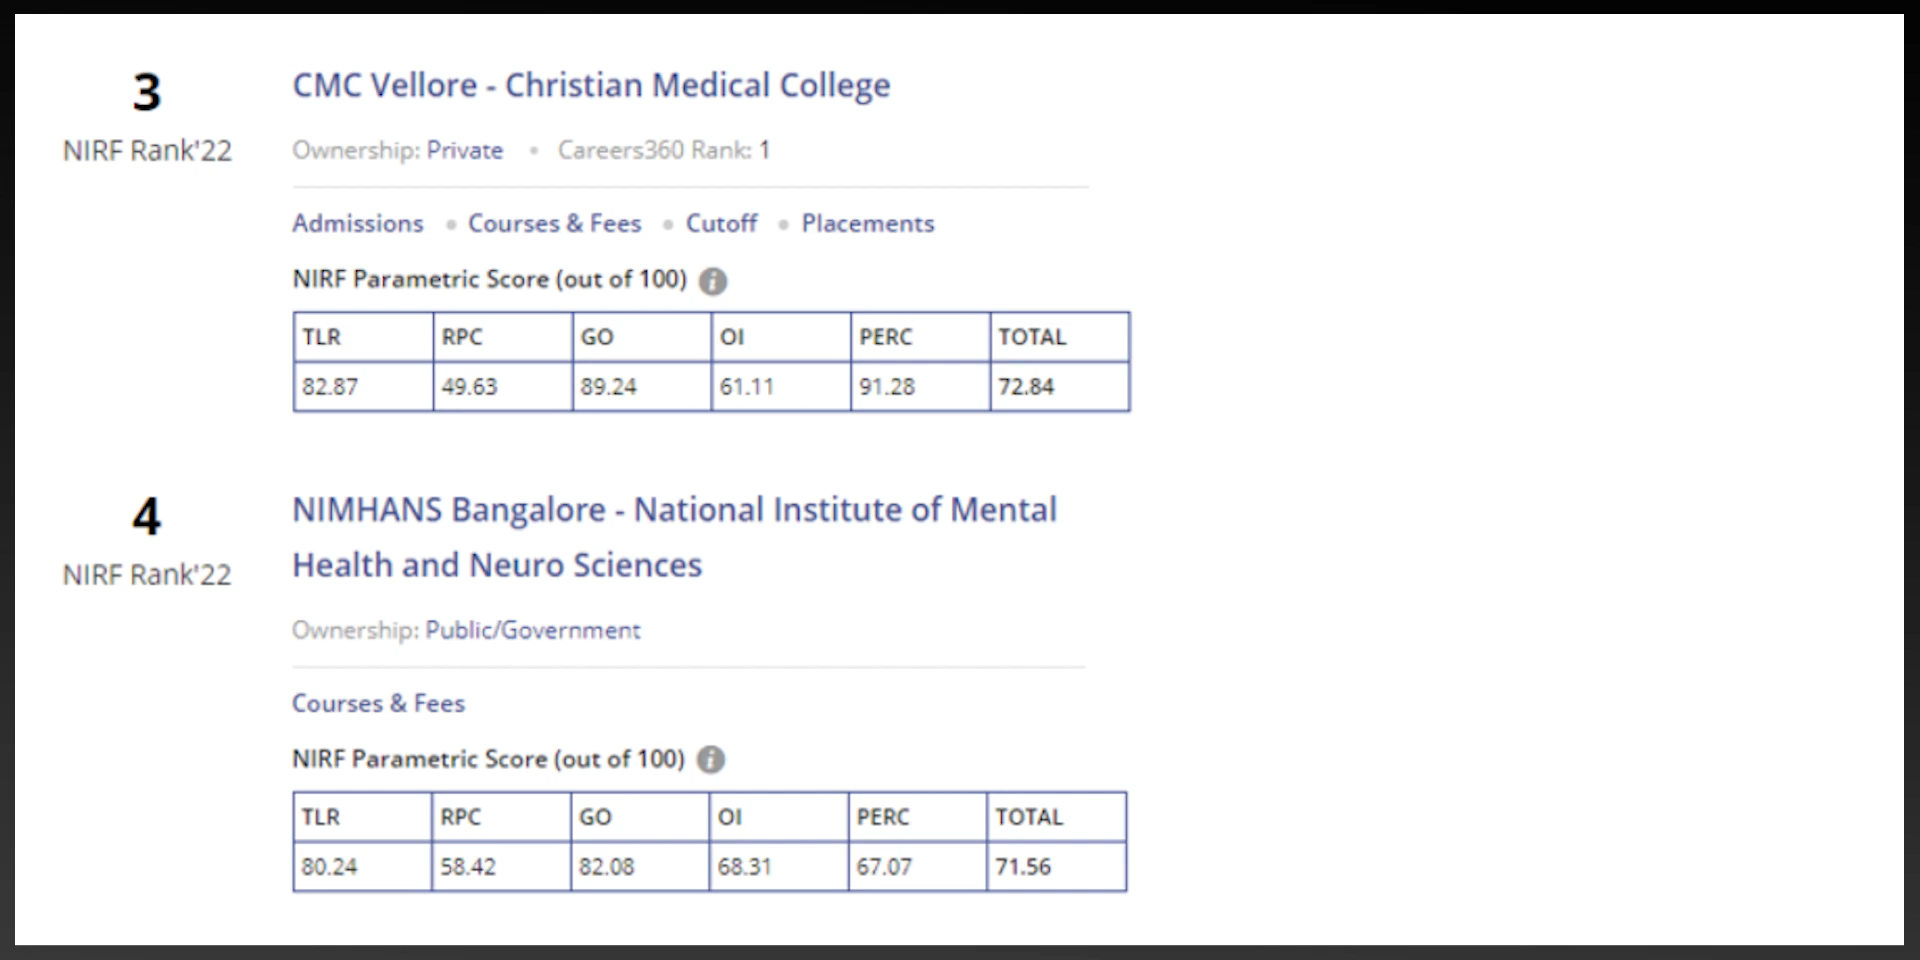 3
NIRF Rank'22
CMC Vellore - Christian Medical College
Ownership: Private • Careers360 Rank: 1
Admissions • Courses & Fees • Cutoff • Placements
NIRF Parametric Score (out of 100) i
TLR RPC GO OI PERC TOTAL
82.87 49.63 89.24 61.11 91.28 72.84
4
NIRF Rank'22
NIMHANS Bangalore - National Institute of Mental
Health and Neuro Sciences
Ownership: Public/Government
Courses & Fees
NIRF Parametric Score (out of 100) i
TLR RPC GO OI PERC TOTAL
80.24 58.42 82.08 68.31 67.07 71.56